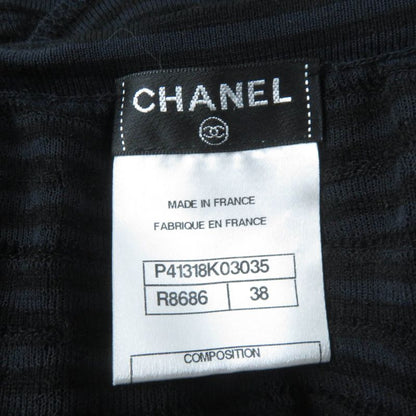 CHANEL
MADE IN FRANCE
FABRIQUE EN FRANCE
P41318K03035
R8686 38
COMPOSITION